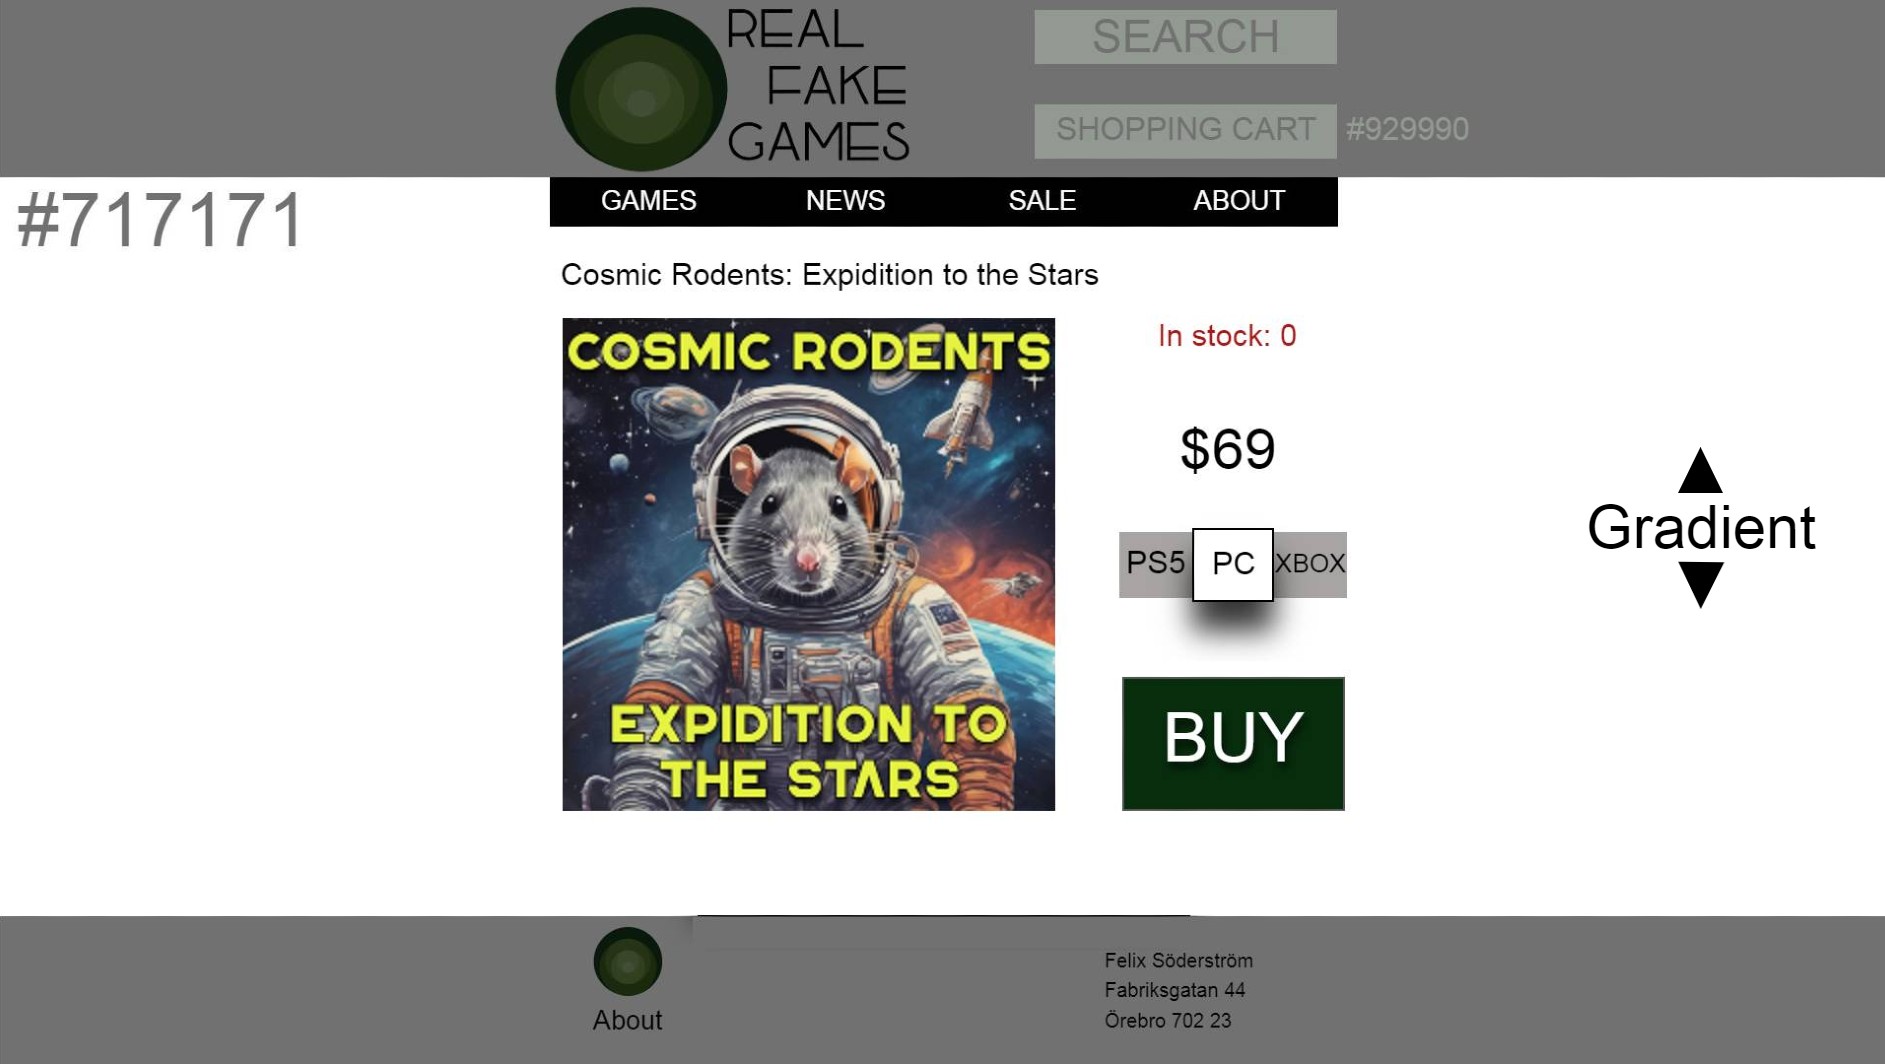 REAL
FAKE
GAMES
SEARCH
SHOPPING CART #929990
#717171
GAMES NEWS SALE ABOUT
Cosmic Rodents: Expidition to the Stars
COSMIC RODENTS
EXPIDITION TO
THE STARS
In stock: 0
$69
PS5 PC XBOX
BUY
Gradient
About
Felix Söderström
Fabriksgatan 44
Örebro 702 23